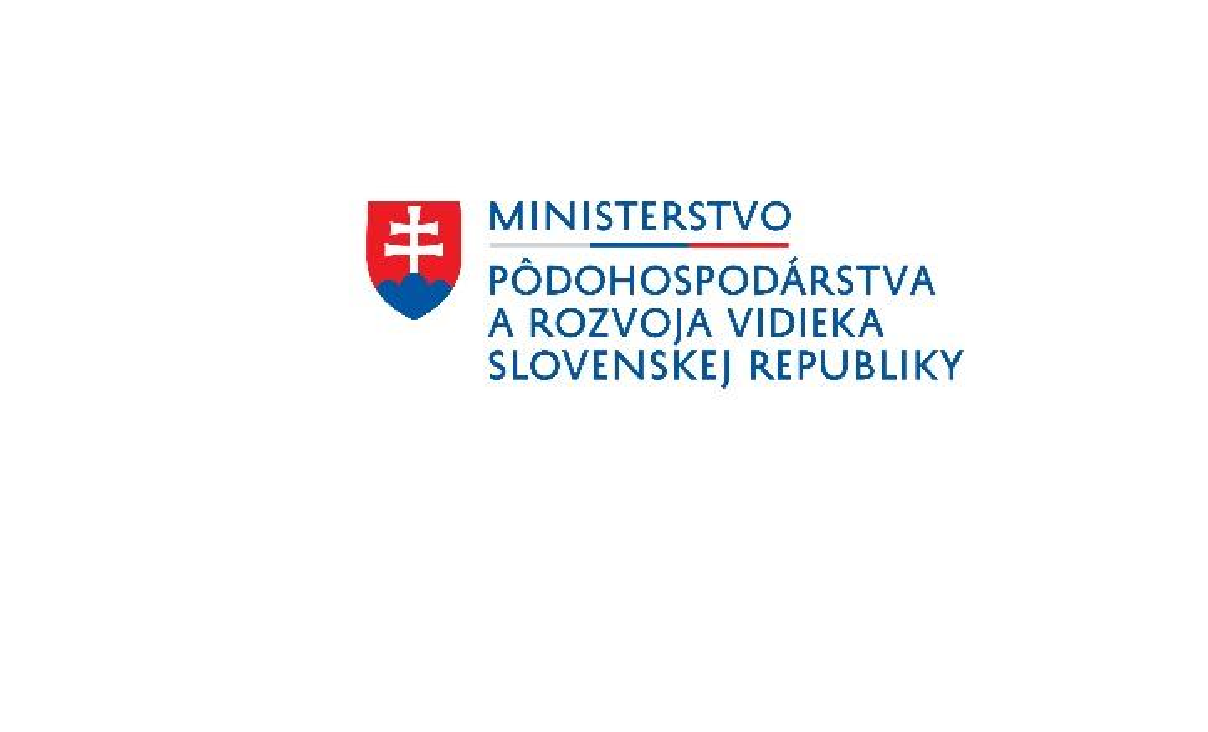 MINISTERSTVO
PÔDOHOSPODÁRSTVA
A ROZVOJA VIDIEKA
SLOVENSKEJ REPUBLIKY